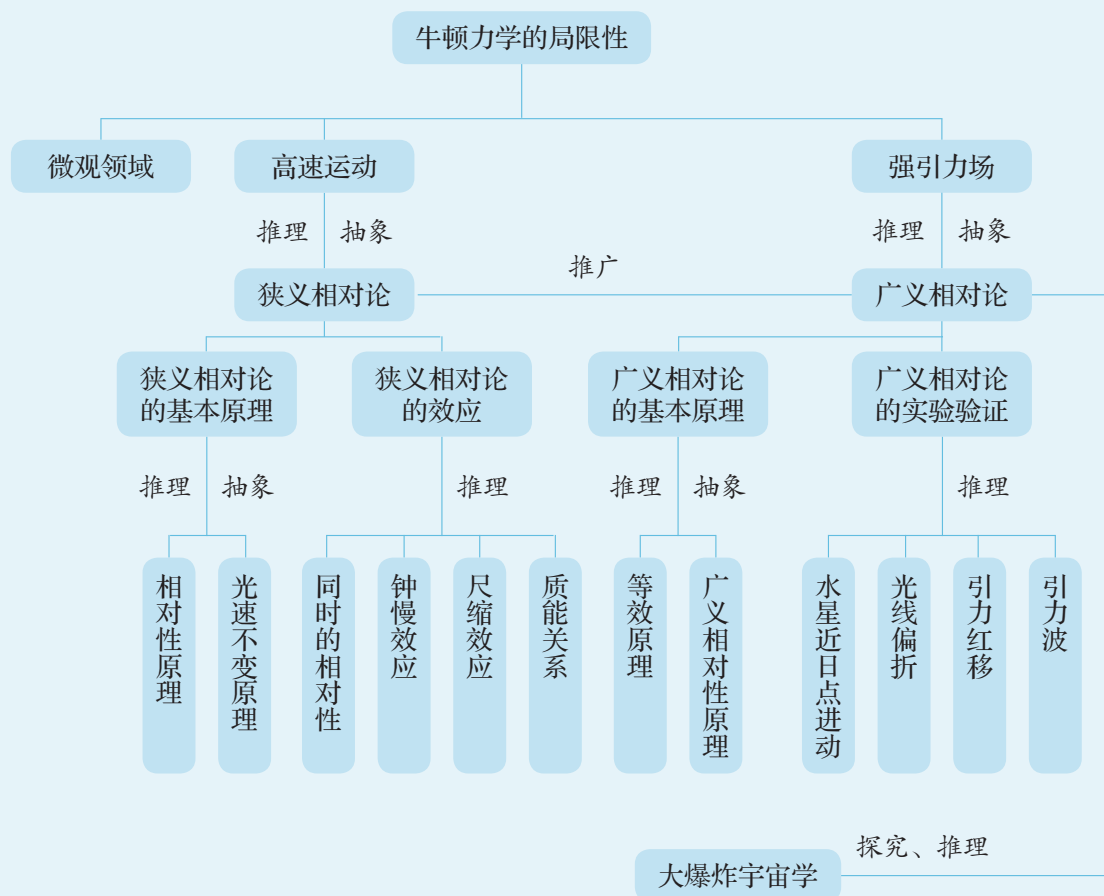 牛顿力学的局限性
微观领域
高速运动
强引力场
推理
抽象
推理
抽象
推广
狭义相对论
广义相对论
狭义相对论
的基本原理
狭义相对论
的效应
广义相对论
的基本原理
广义相对论
的实验验证
推理
抽象
推理
推理
抽象
推理
相对性原理
光速不变原理
同时的相对性
钟慢效应
尺缩效应
质能关系
等效原理
广义相对性原理
水星近日点进动
光线偏折
引力红移
引力波
探究、推理
大爆炸宇宙学